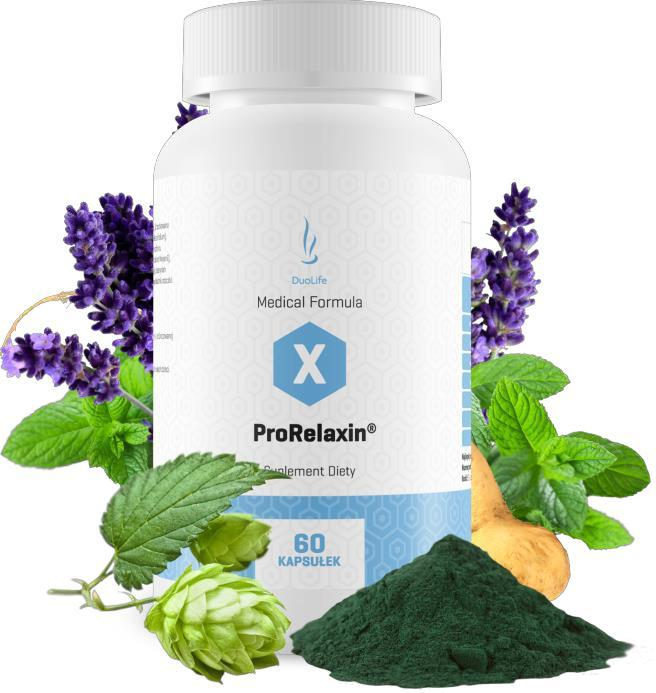 DuoLife
Medical Formula
X
ProRelaxin®
Suplement Diety
60
KAPSUŁEK